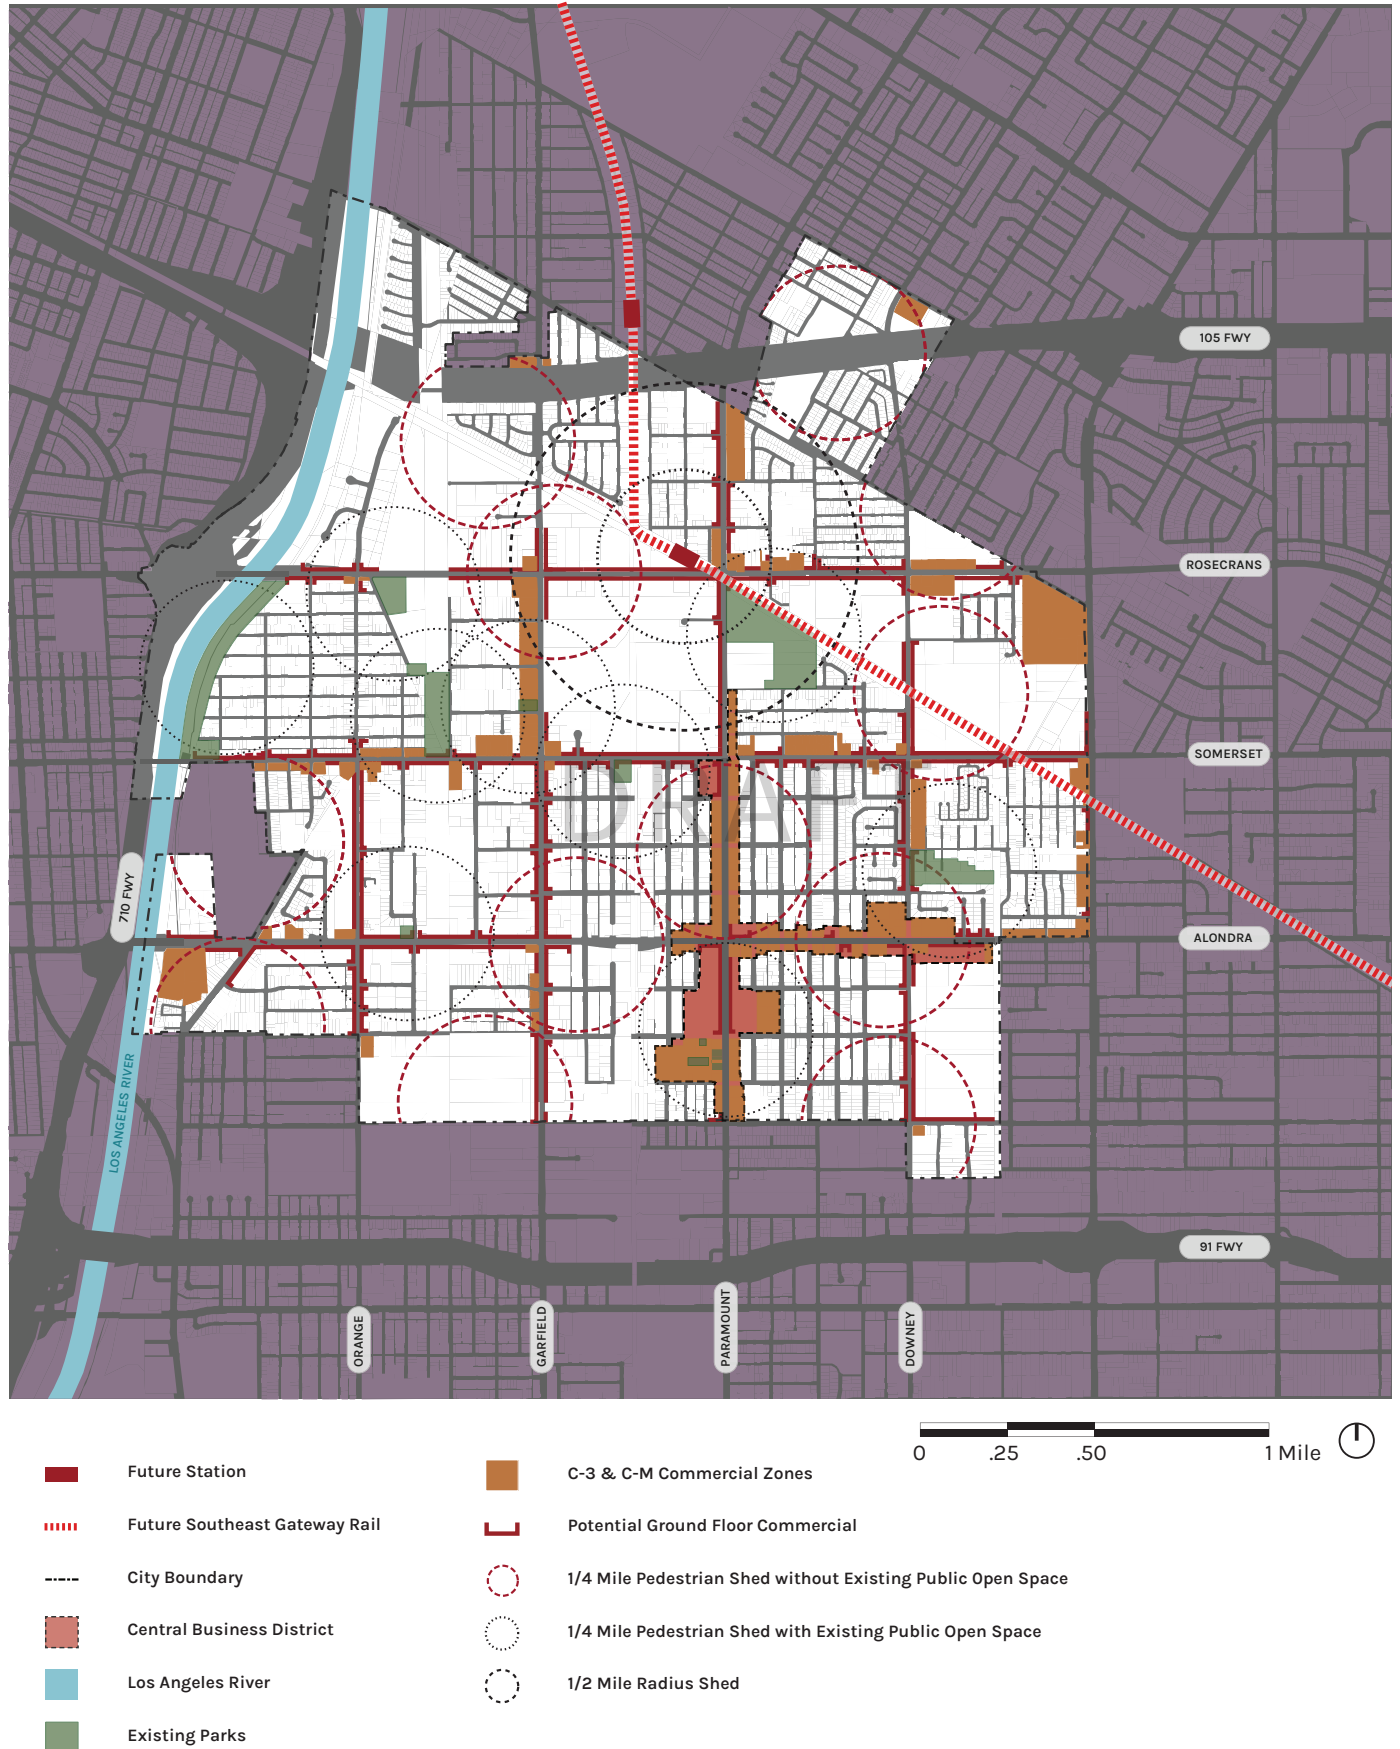 105 FWY
ROSECRANS
SOMERSET
DRAFT
710 FWY
ALONDRA
LOS ANGELES RIVER
91 FWY
ORANGE
GARFIELD
PARAMOUNT
DOWNEY
0 .25 .50 1 Mile
Future Station
Future Southeast Gateway Rail
City Boundary
Central Business District
Los Angeles River
Existing Parks
C-3 & C-M Commercial Zones
Potential Ground Floor Commercial
1/4 Mile Pedestrian Shed without Existing Public Open Space
1/4 Mile Pedestrian Shed with Existing Public Open Space
1/2 Mile Radius Shed